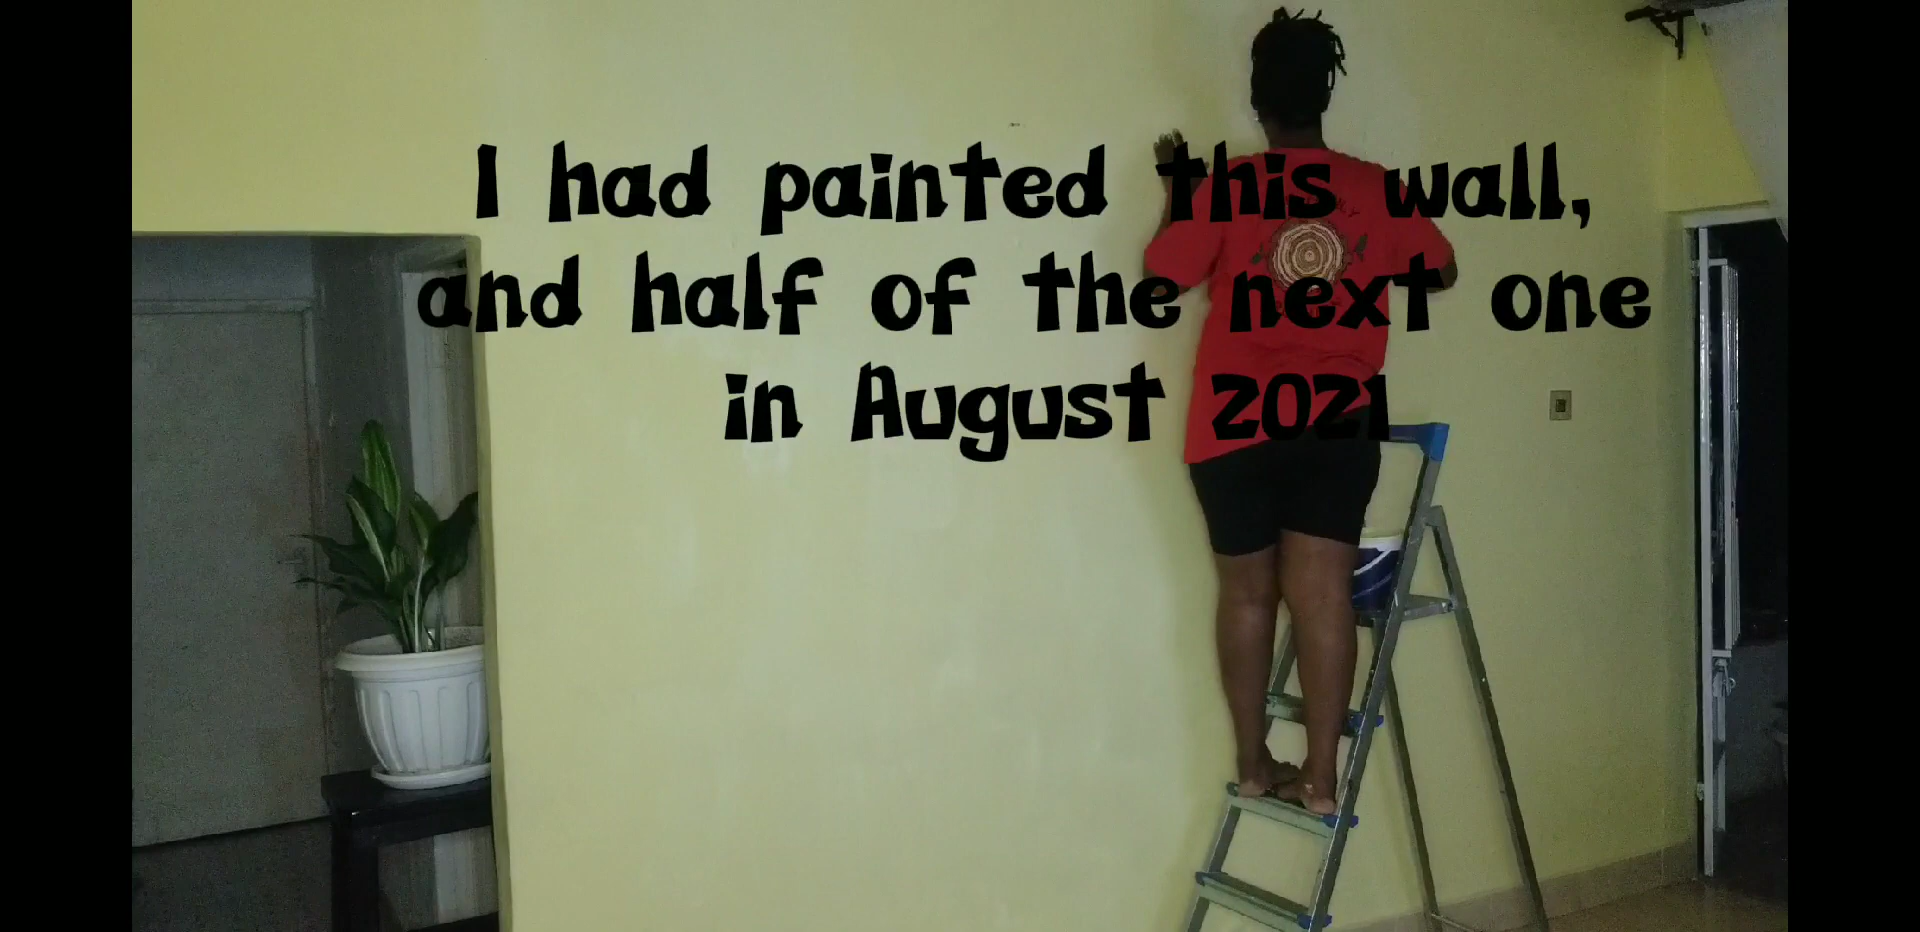 I had painted this wall,
and half of the next one
in August 2021